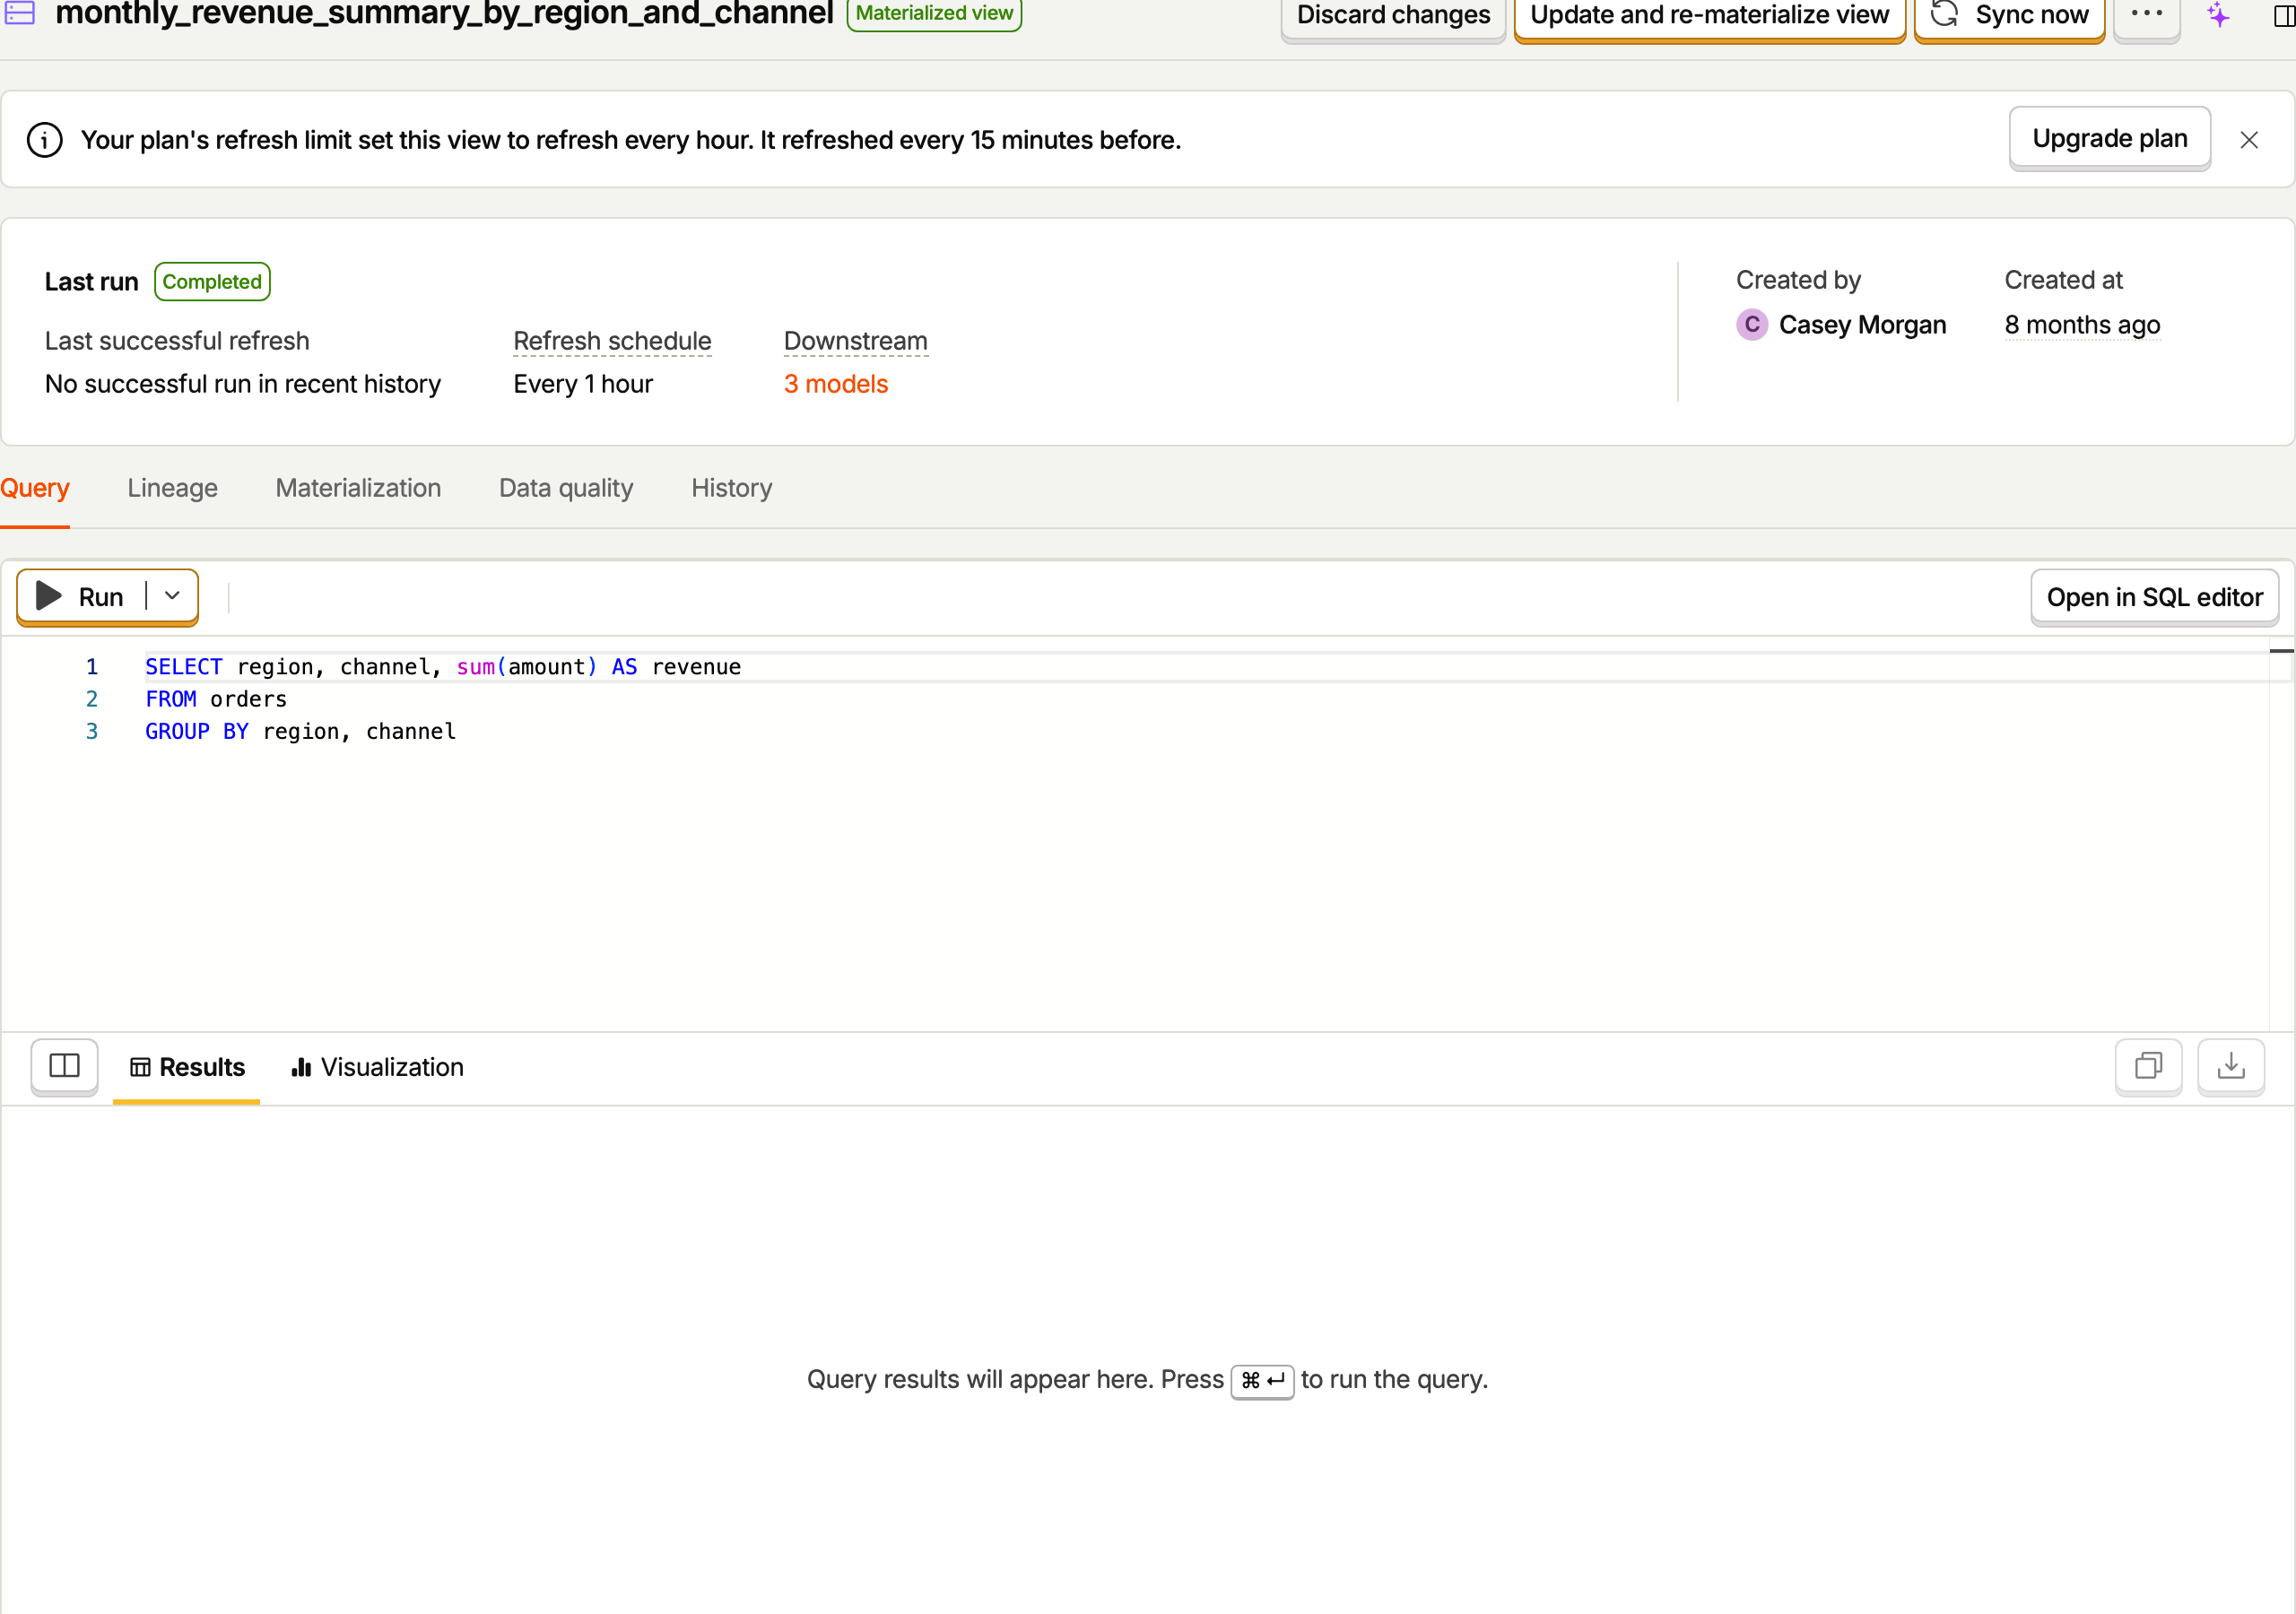 monthly_revenue_summary_by_region_and_channel Materialized view Discard changes Update and re-materialize view Sync now
Your plan's refresh limit set this view to refresh every hour. It refreshed every 15 minutes before. Upgrade plan
Last run Completed
Last successful refresh Refresh schedule Downstream
No successful run in recent history Every 1 hour 3 models
Created by Created at
C Casey Morgan 8 months ago
Query Lineage Materialization Data quality History
Run Open in SQL editor
1 SELECT region, channel, sum(amount) AS revenue
2 FROM orders
3 GROUP BY region, channel
Results Visualization
Query results will appear here. Press ⌘ ↵ to run the query.